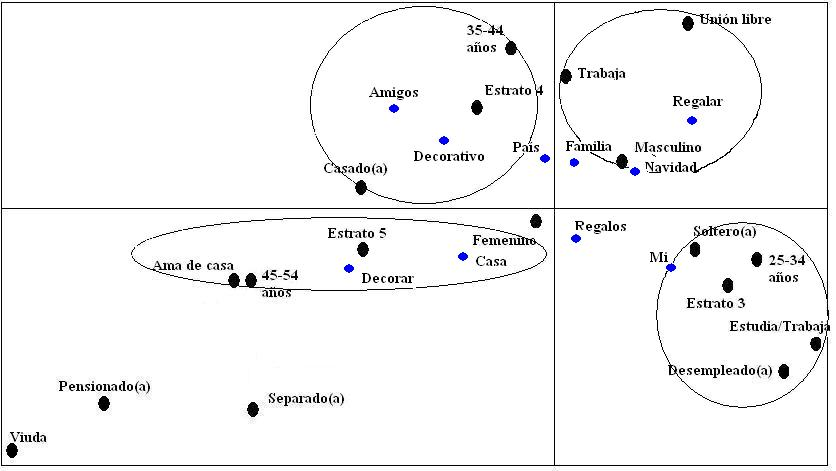 Unión libre
35-44
años
Trabaja
Estrato 4
Amigos
Regalar
Decorativo
País
Familia
Masculino
Navidad
Casado(a)
Regalos
Soltero(a)
Estrato 5
Femenino
Casa
Mi
25-34
años
Ama de casa
45-54
años
Decorar
Estrato 3
Estudia/Trabaja
Desempleado(a)
Pensionado(a)
Separado(a)
Viuda